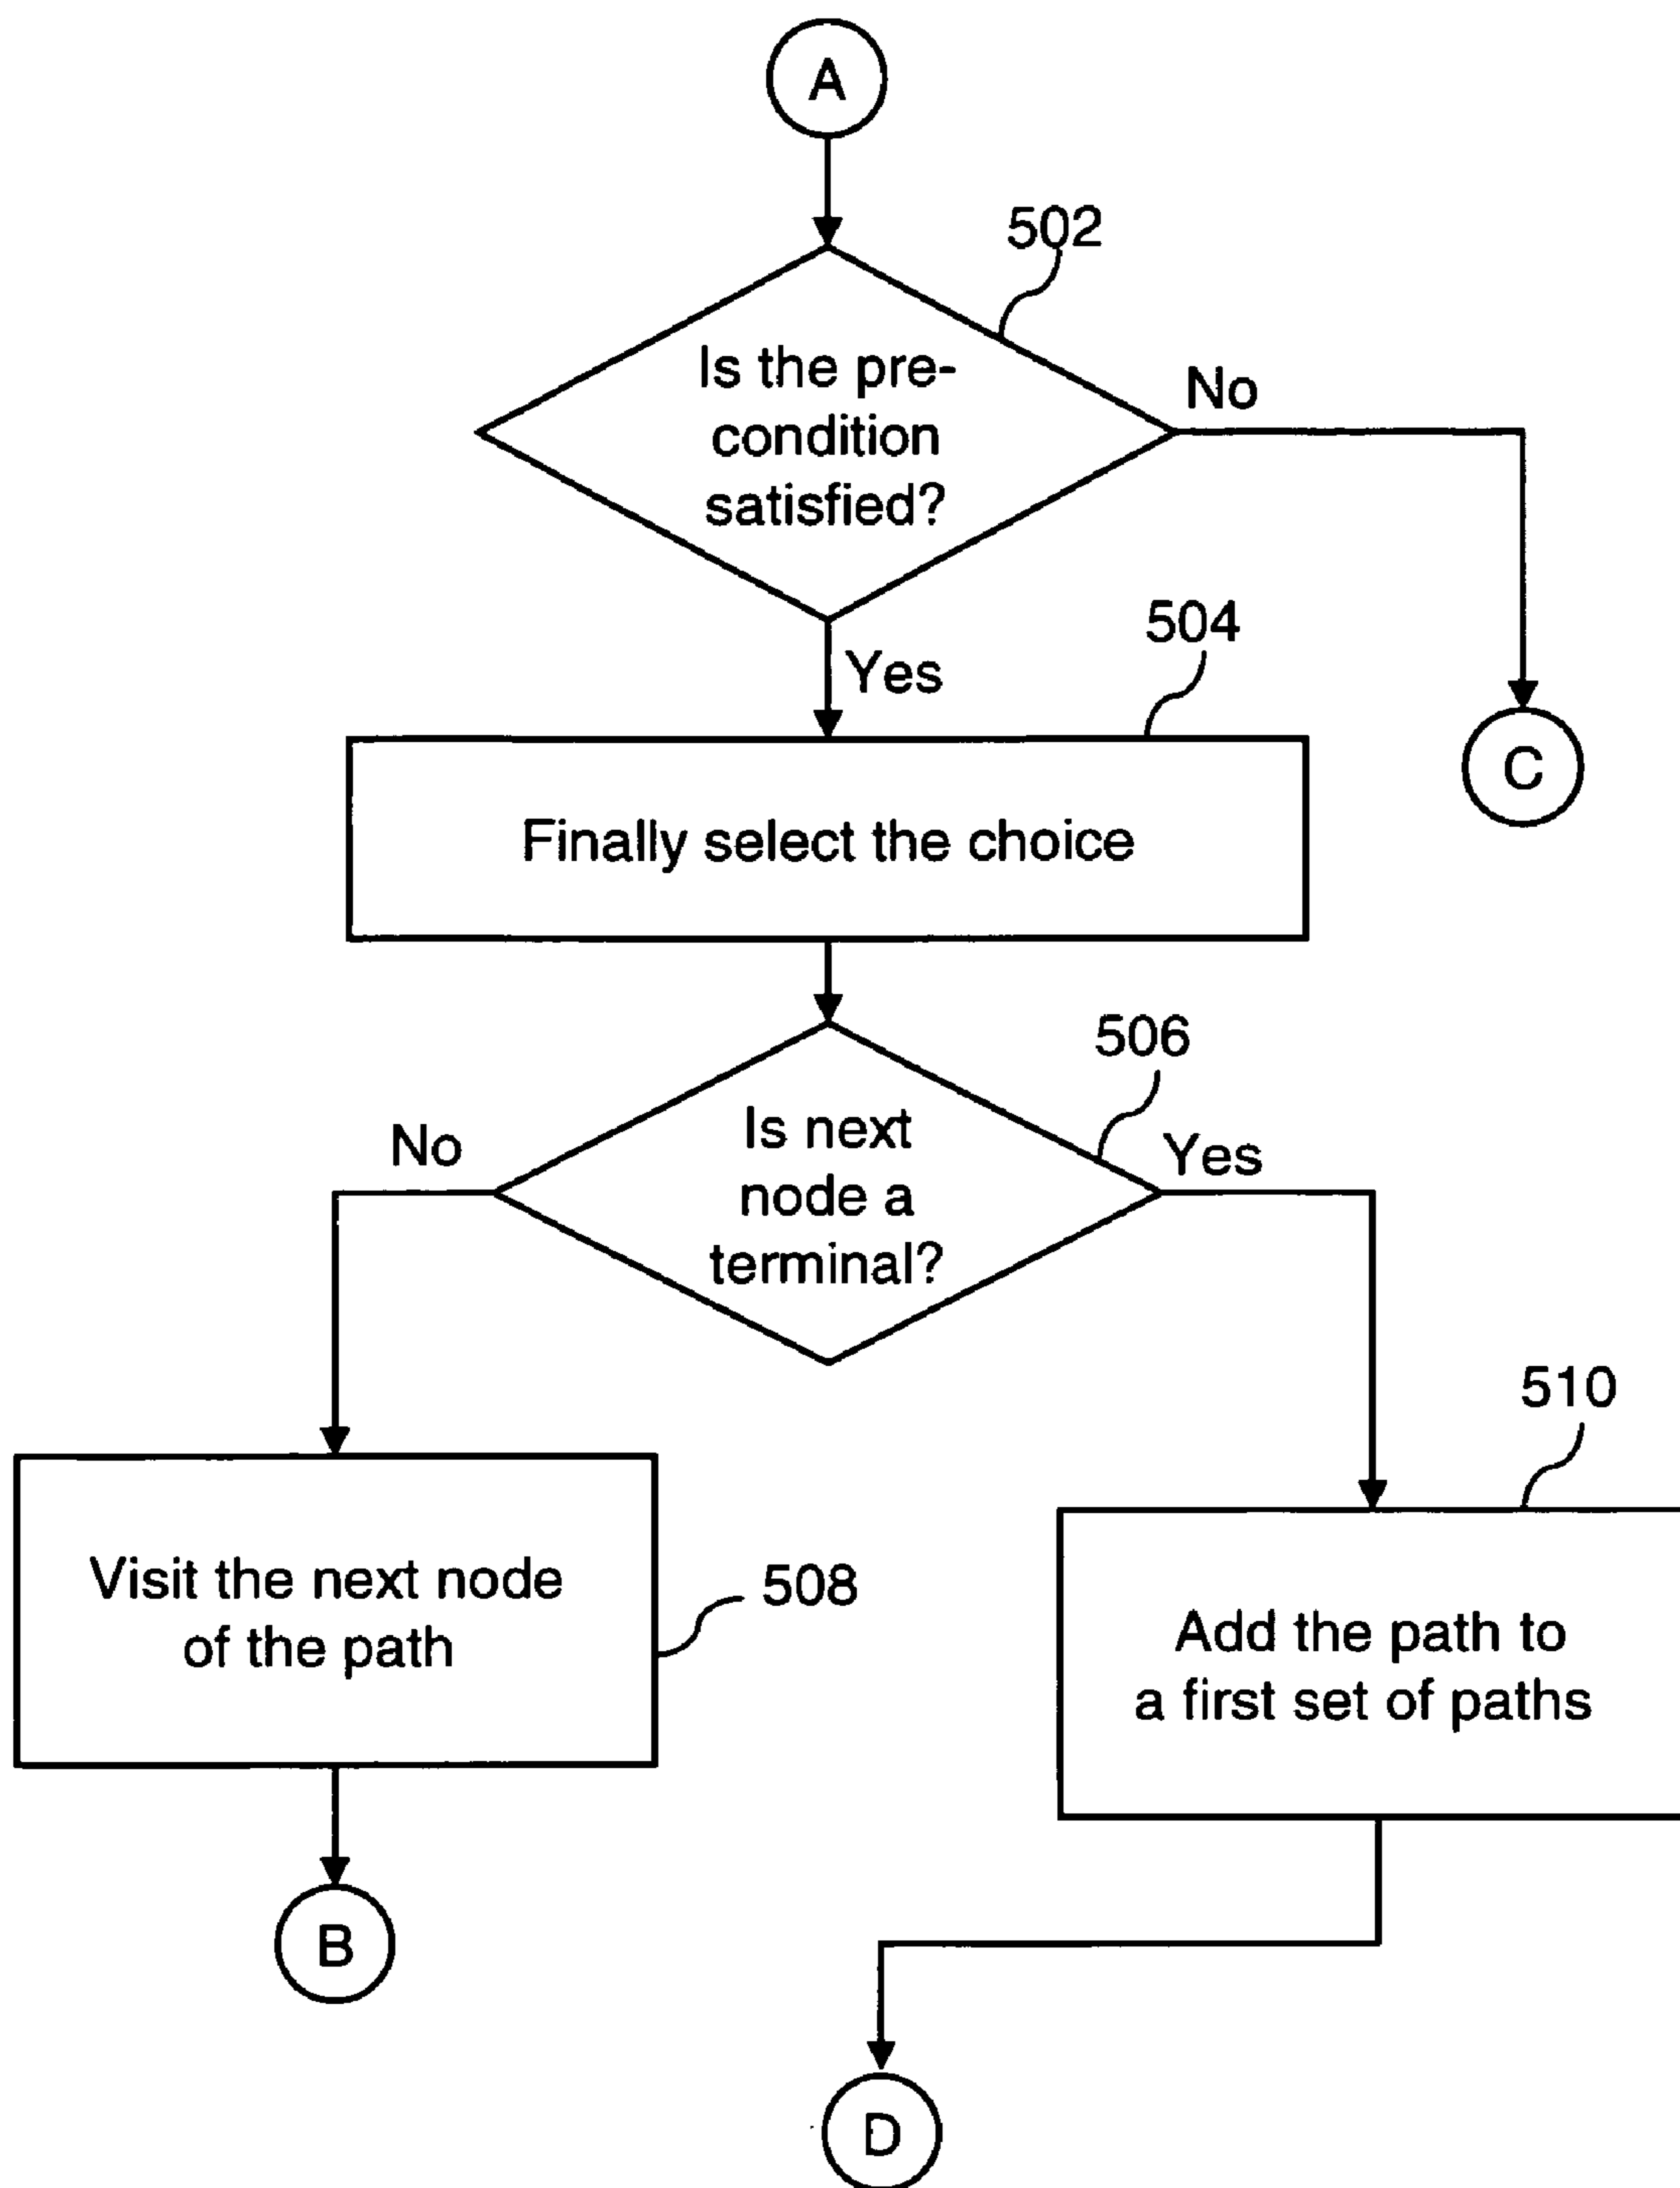 A
502
Is the pre-
condition
satisfied?
No
Yes
504
C
Finally select the choice
506
Is next
node a
terminal?
No
Yes
510
Visit the next node
of the path
508
Add the path to
a first set of paths
B
D